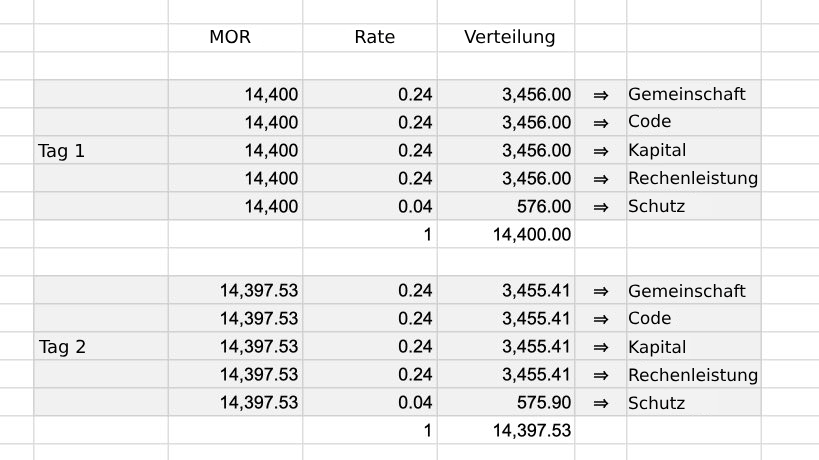 MOR Rate Verteilung
14,400 0.24 3,456.00 ⇒ Gemeinschaft
14,400 0.24 3,456.00 ⇒ Code
Tag 1 14,400 0.24 3,456.00 ⇒ Kapital
14,400 0.24 3,456.00 ⇒ Rechenleistung
14,400 0.04 576.00 ⇒ Schutz
1 14,400.00
14,397.53 0.24 3,455.41 ⇒ Gemeinschaft
14,397.53 0.24 3,455.41 ⇒ Code
Tag 2 14,397.53 0.24 3,455.41 ⇒ Kapital
14,397.53 0.24 3,455.41 ⇒ Rechenleistung
14,397.53 0.04 575.90 ⇒ Schutz
1 14,397.53